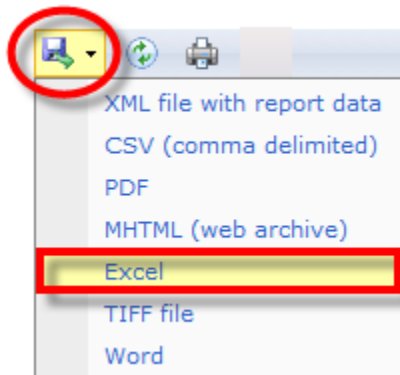 XML file with report data
CSV (comma delimited)
PDF
MHTML (web archive)
Excel
TIFF file
Word